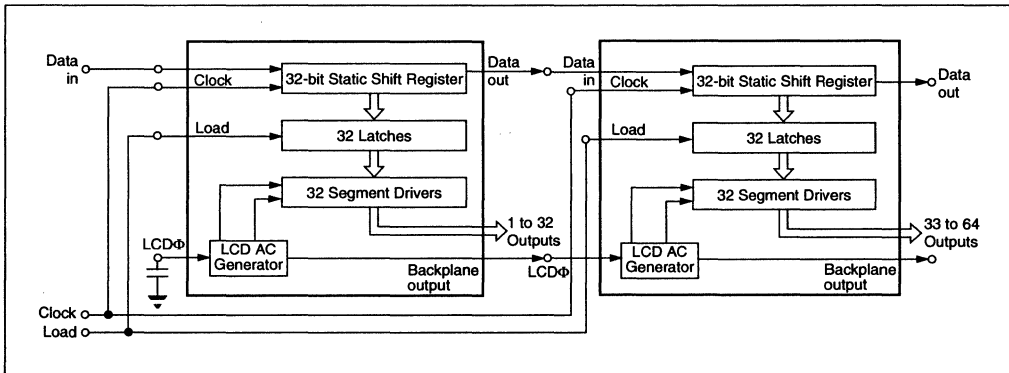 Data
in
Clock
32-bit Static Shift Register
Data
out
Load
32 Latches
32 Segment Drivers
1 to 32
Outputs
LCDΦ
LCD AC
Generator
Backplane
output
Data
in
Clock
32-bit Static Shift Register
Data
out
Load
32 Latches
32 Segment Drivers
33 to 64
Outputs
LCDΦ
LCD AC
Generator
Backplane
output
Clock
Load